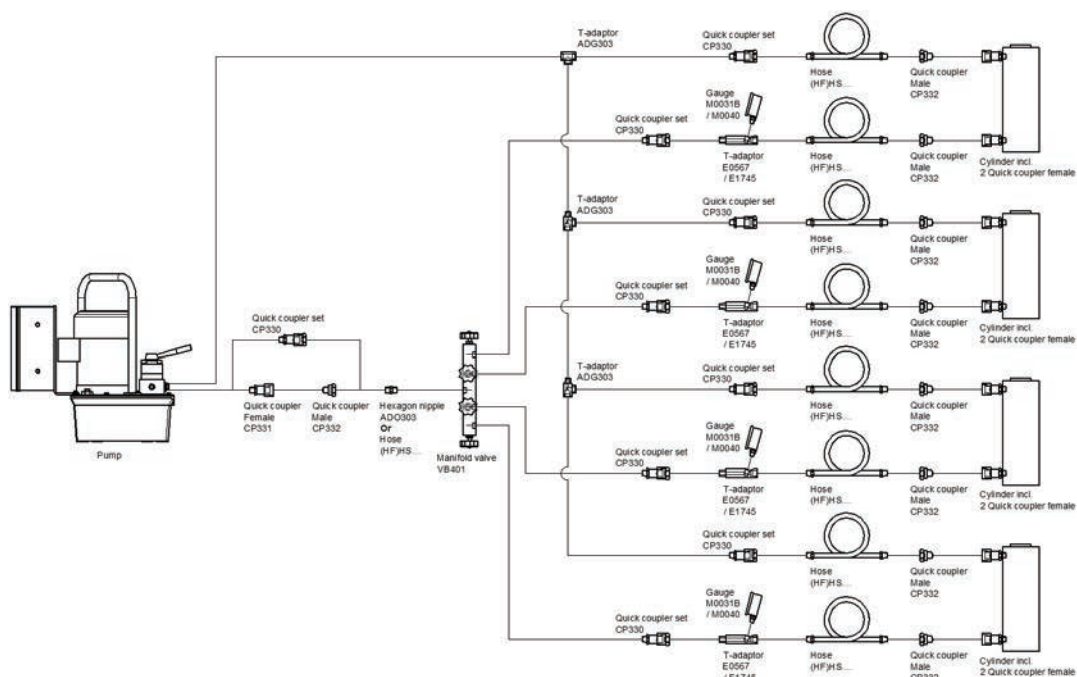 T-adaptor
ADG303
Quick coupler set
CP330
Hose
(HF)HS...
Quick coupler
Male
CP332
Gauge
M0031B
/ M0040
Quick coupler set
CP330
T-adaptor
E0567
/ E1745
Hose
(HF)HS...
Quick coupler
Male
CP332
Cylinder incl.
2 Quick coupler female
T-adaptor
ADG303
Quick coupler set
CP330
Hose
(HF)HS...
Quick coupler
Male
CP332
Gauge
M0031B
/ M0040
Quick coupler set
CP330
T-adaptor
E0567
/ E1745
Hose
(HF)HS...
Quick coupler
Male
CP332
Cylinder incl.
2 Quick coupler female
Quick coupler set
CP330
Pump
Quick coupler
Female
CP331
Quick coupler
Male
CP332
Hexagon nipple
ADO303
Or
Hose
(HF)HS...
Manifold valve
VB401
T-adaptor
ADG303
Quick coupler set
CP330
Hose
(HF)HS...
Quick coupler
Male
CP332
Gauge
M0031B
/ M0040
Quick coupler set
CP330
T-adaptor
E0567
/ E1745
Hose
(HF)HS...
Quick coupler
Male
CP332
Cylinder incl.
2 Quick coupler female
Quick coupler set
CP330
Hose
(HF)HS...
Quick coupler
Male
CP332
Gauge
M0031B
/ M0040
Quick coupler set
CP330
T-adaptor
E0567
/ E1745
Hose
(HF)HS...
Quick coupler
Male
CP332
Cylinder incl.
2 Quick coupler female